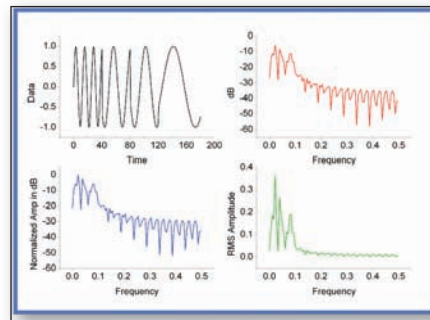 1.0
0.5
0.0
-0.5
-1.0
Data
0 40 80 120 160 200
Time
0
-10
-20
-30
-40
-50
-60
dB
0.0 0.1 0.2 0.3 0.4 0.5
Frequency
0
-10
-20
-30
-40
-50
-60
Normalized Amp in dB
0.0 0.1 0.2 0.3 0.4 0.5
Frequency
0.4
0.3
0.2
0.1
0.0
RMS Amplitude
0.0 0.1 0.2 0.3 0.4 0.5
Frequency